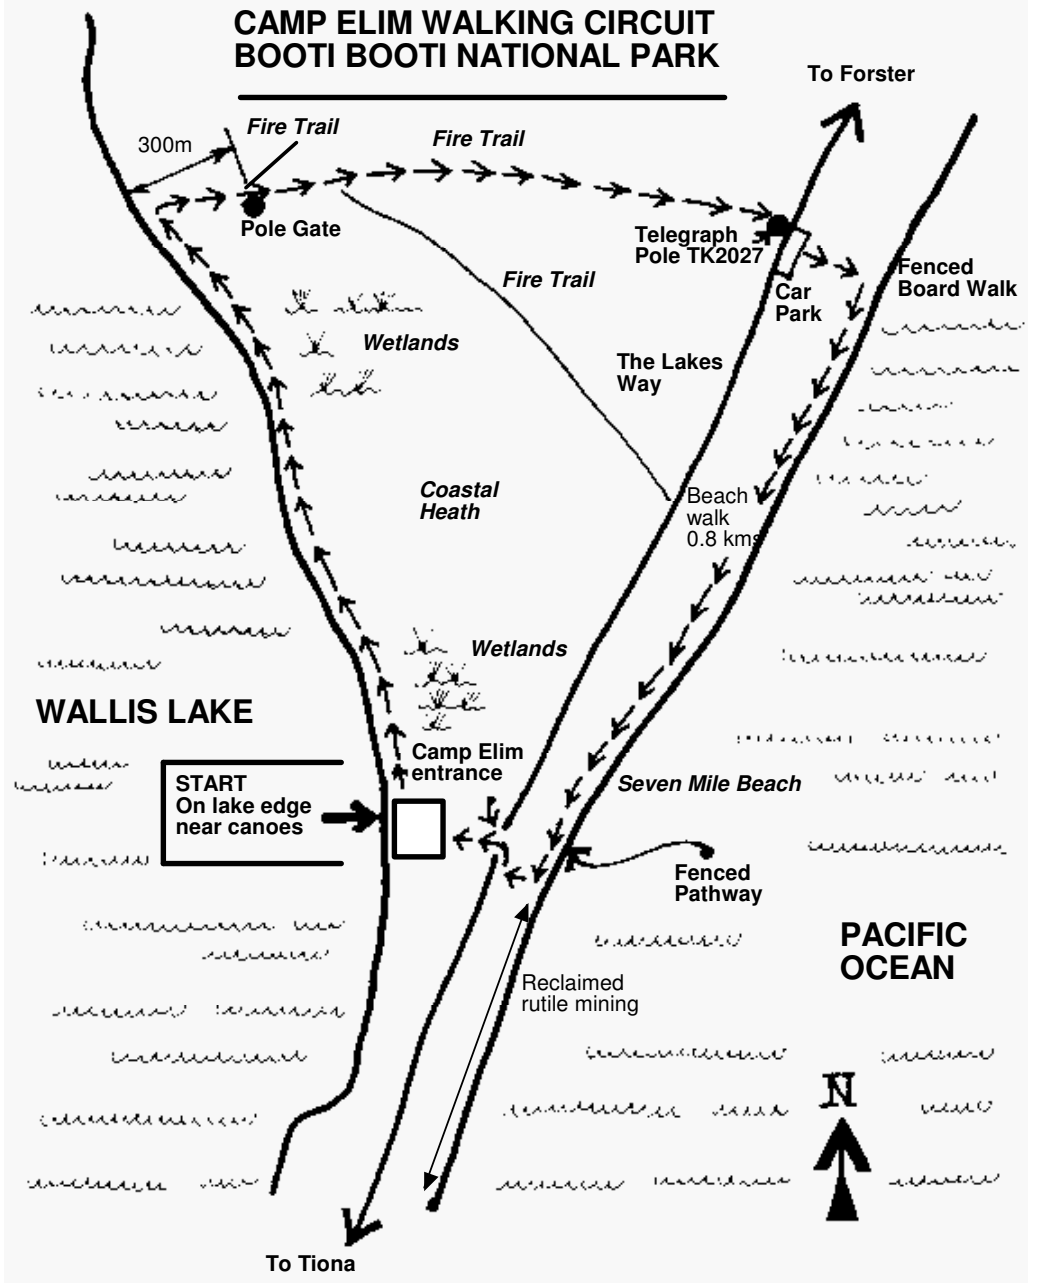 CAMP ELIM WALKING CIRCUIT
BOOTI BOOTI NATIONAL PARK
To Forster
Fire Trail
Fire Trail
300m
Pole Gate
Telegraph
Pole TK2027
Fenced
Board Walk
Fire Trail
Car
Park
Wetlands
The Lakes
Way
Coastal
Heath
Beach
walk
0.8 kms
Wetlands
WALLIS LAKE
Camp Elim
entrance
START
On lake edge
near canoes
Seven Mile Beach
Fenced
Pathway
PACIFIC
OCEAN
Reclaimed
rutile mining
N
To Tiona